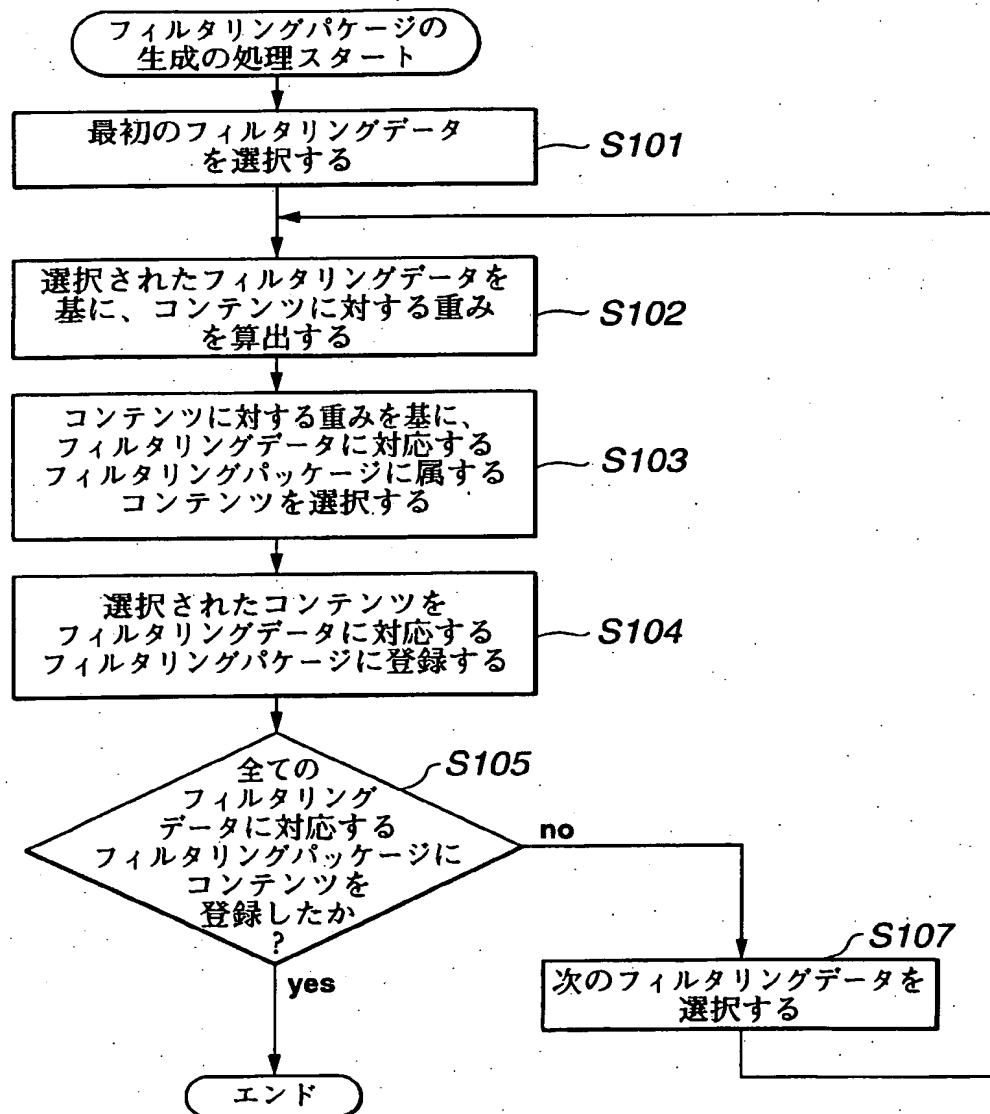 フィルタリングパケージの
生成の処理スタート
最初のフィルタリングデータ
を選択する
S101
選択されたフィルタリングデータを
基に、コンテンツに対する重み
を算出する
S102
コンテンツに対する重みを基に、
フィルタリングデータに対応する
フィルタリングパッケージに属する
コンテンツを選択する
S103
選択されたコンテンツを
フィルタリングデータに対応する
フィルタリングパケージに登録する
S104
全ての
フィルタリング
データに対応する
フィルタリングパッケージに
コンテンツを
登録したか
?
S105
no
yes
S107
次のフィルタリングデータを
選択する
エンド